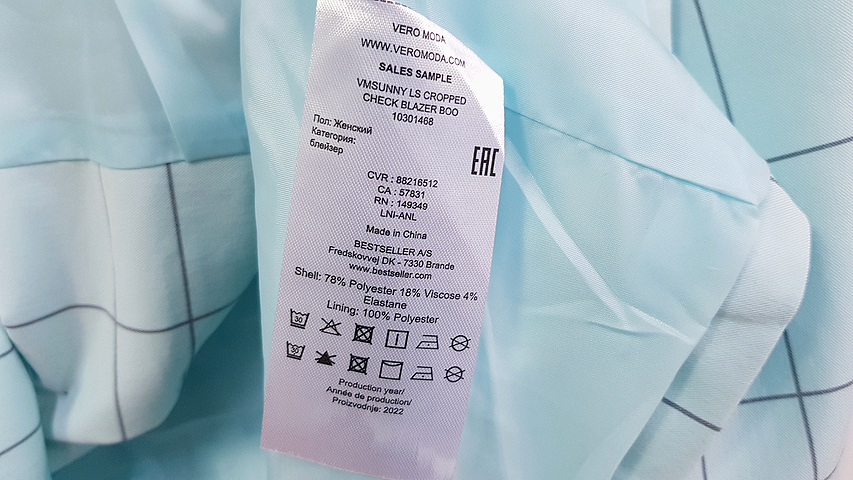 VERO MODA
WWW.VEROMODA.COM
SALES SAMPLE
VMSUNNY LS CROPPED
CHECK BLAZER BOO
10301468
Пол: Женский
Категория:
блейзер
EAC
CVR : 88216512
CA : 57831
RN : 149349
LNI-ANL
Made in China
BESTSELLER A/S
Fredskovvej DK - 7330 Brande
www.bestseller.com
Shell: 78% Polyester 18% Viscose 4%
Elastane
Lining: 100% Polyester
30
30
Production year/
Année de production/
Proizvodnje: 2022